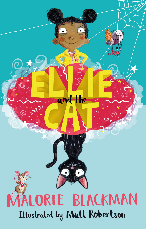 ELLIE
and the
CAT
MALORIE BLACKMAN
Illustrated by Matt Robertson